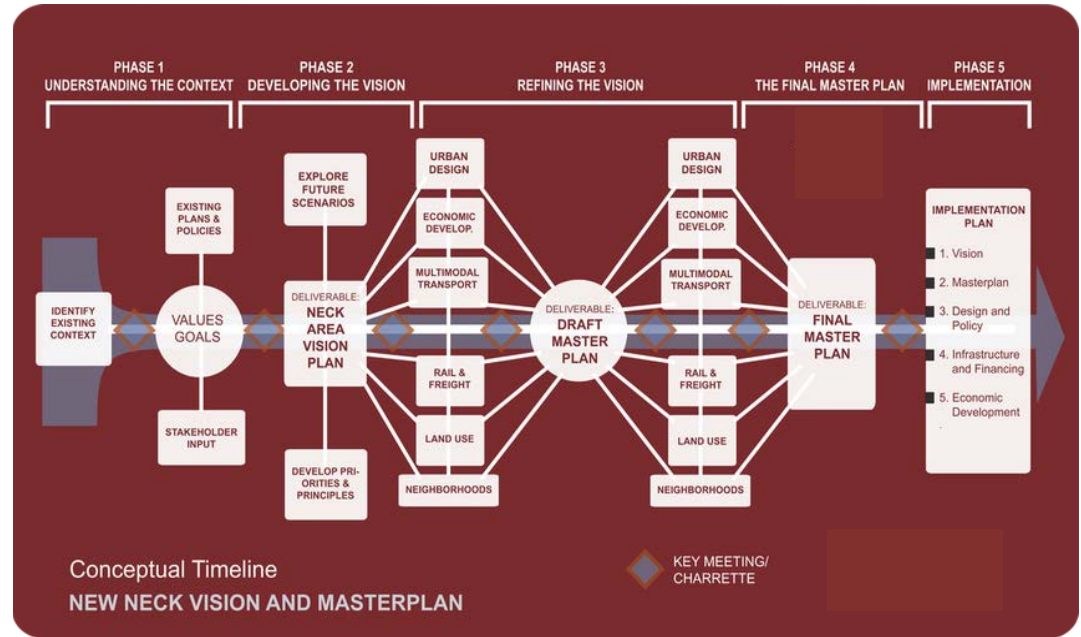 PHASE 1
UNDERSTANDING THE CONTEXT
PHASE 2
DEVELOPING THE VISION
PHASE 3
REFINING THE VISION
PHASE 4
THE FINAL MASTER PLAN
PHASE 5
IMPLEMENTATION
IDENTIFY
EXISTING
CONTEXT
EXISTING
PLANS &
POLICIES
VALUES
GOALS
STAKEHOLDER
INPUT
EXPLORE
FUTURE
SCENARIOS
DELIVERABLE:
NECK
AREA
VISION
PLAN
DEVELOP PRI-
ORITIES &
PRINCIPLES
URBAN
DESIGN
ECONOMIC
DEVELOP.
MULTIMODAL
TRANSPORT
RAIL &
FREIGHT
LAND USE
NEIGHBORHOODS
DELIVERABLE:
DRAFT
MASTER
PLAN
URBAN
DESIGN
ECONOMIC
DEVELOP.
MULTIMODAL
TRANSPORT
RAIL &
FREIGHT
LAND USE
NEIGHBORHOODS
DELIVERABLE:
FINAL
MASTER
PLAN
IMPLEMENTATION
PLAN
1. Vision
2. Masterplan
3. Design and
Policy
4. Infrastructure
and Financing
5. Economic
Development
.
KEY MEETING/
CHARRETTE
Conceptual Timeline
NEW NECK VISION AND MASTERPLAN